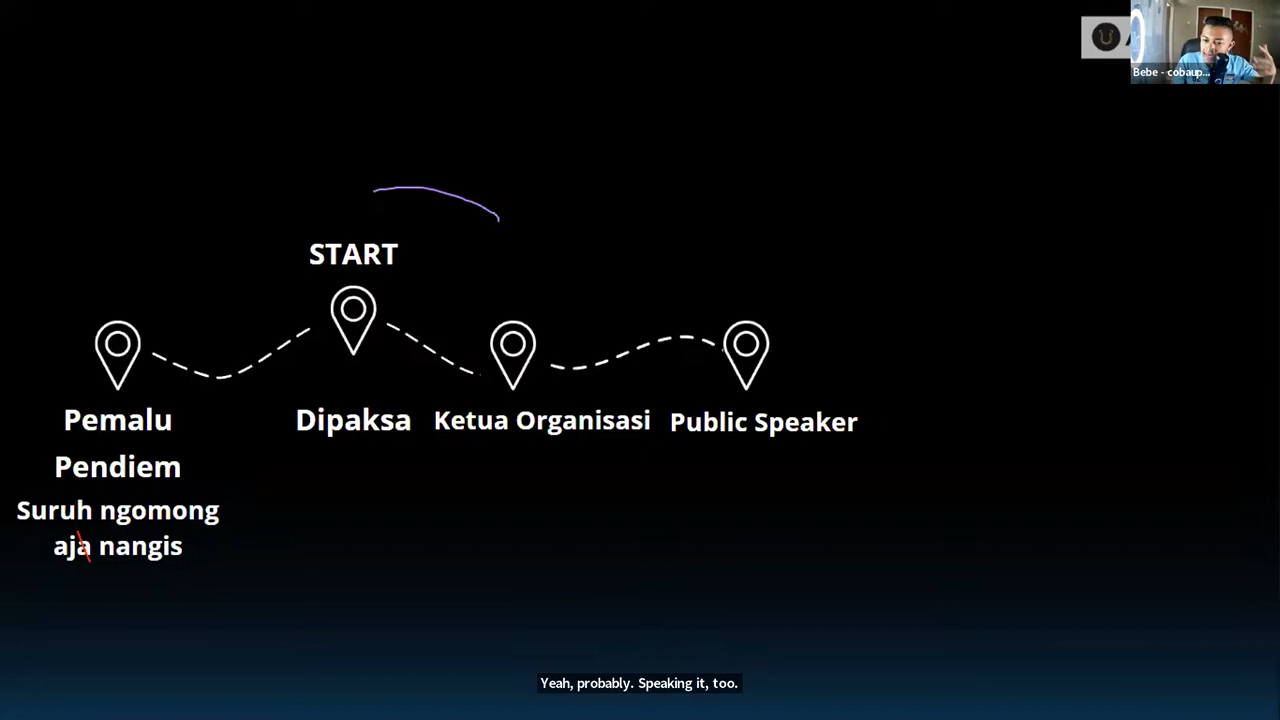 Bebe - cobaup...
START
Pemalu
Dipaksa
Ketua Organisasi
Public Speaker
Pendiem
Suruh ngomong
aja nangis
Yeah, probably. Speaking it, too.